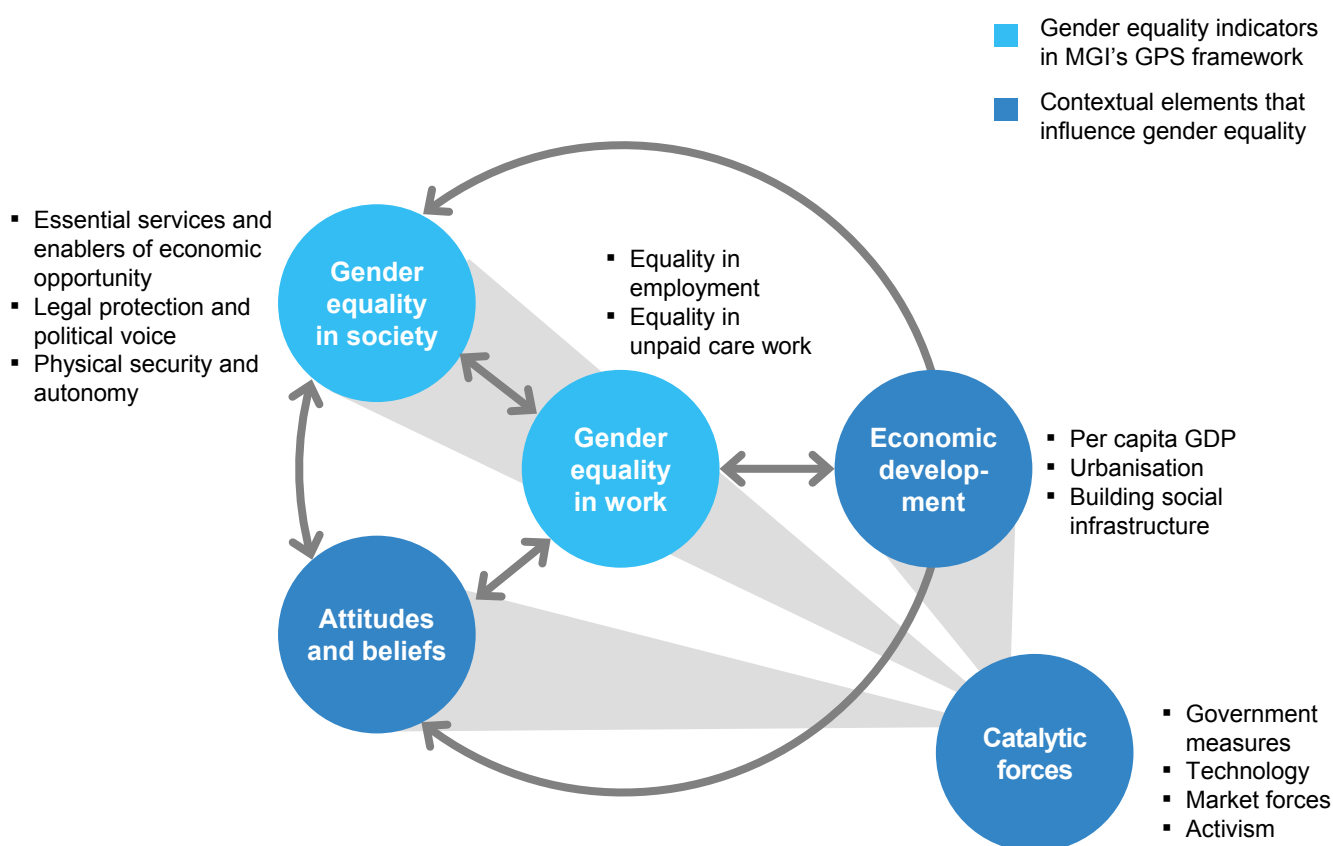 Gender equality indicators
in MGI's GPS framework
Contextual elements that
influence gender equality
▪ Essential services and
enablers of economic
opportunity
▪ Legal protection and
political voice
▪ Physical security and
autonomy
Gender
equality
in society
▪ Equality in
employment
▪ Equality in
unpaid care work
Gender
equality
in work
Economic
develop-
ment
▪ Per capita GDP
▪ Urbanisation
▪ Building social
infrastructure
Attitudes
and beliefs
Catalytic
forces
▪ Government
measures
▪ Technology
▪ Market forces
▪ Activism